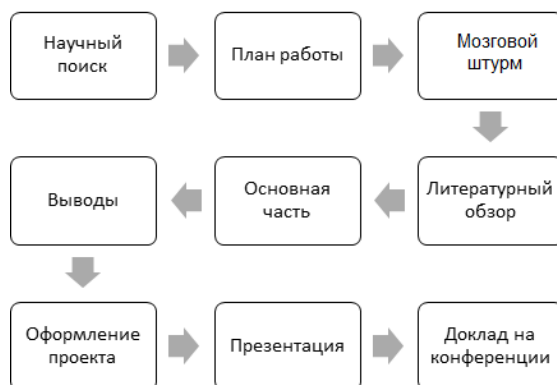 Научный
поиск
План работы
Мозговой
штурм
Литературный
обзор
Основная
часть
Выводы
Оформление
проекта
Презентация
Доклад на
конференции